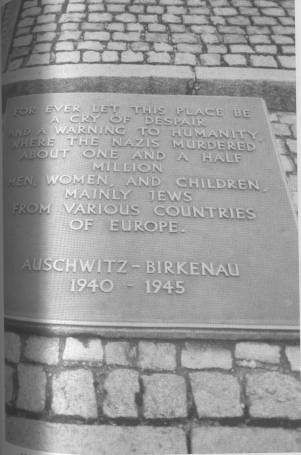 FOR EVER LET THIS PLACE BE
A CRY OF DESPAIR
AND A WARNING TO HUMANITY,
WHERE THE NAZIS MURDERED
ABOUT ONE AND A HALF
MILLION
MEN, WOMEN, AND CHILDREN,
MAINLY JEWS
FROM VARIOUS COUNTRIES
OF EUROPE.
AUSCHWITZ-BIRKENAU
1940 - 1945